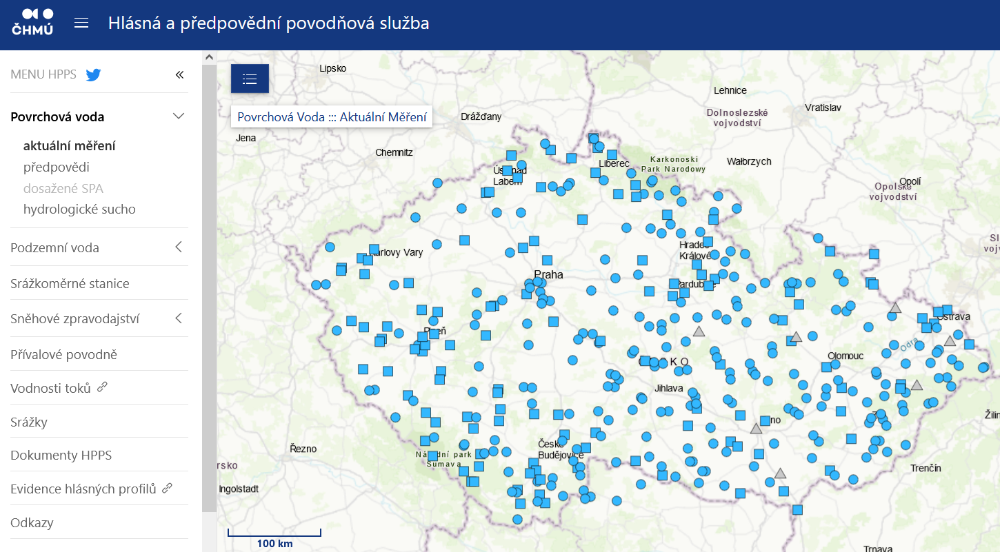 ČHMÚ
Hlásná a předpovědní povodňová služba
MENU HPPS
Povrchová voda
aktuální měření
předpovědi
dosažené SPA
hydrologické sucho
Podzemní voda
Srážkoměrné stanice
Sněhové zpravodajství
Přívalové povodně
Vodnosti toků
Srážky
Dokumenty HPPS
Evidence hlásných profilů
Odkazy
Povrchová Voda ::: Aktuální Měření
Lipsko
Lehnice
Vratislav
Dolnoslezské
vojvodství
Drážďany
Jena
Chemnitz
Liberec
Karkonoski
Park Narodowy
Wałbrzych
Labem
Opolí
Opolské
vojvodství
Karlovy Vary
Hradec
Králové
Praha
Ostrava
Odra
Olomouc
Jihlava
České
Budějovice
Řezno
Národní park
Šumava
Trenčín
Ingolstadt
Trnava
100 km